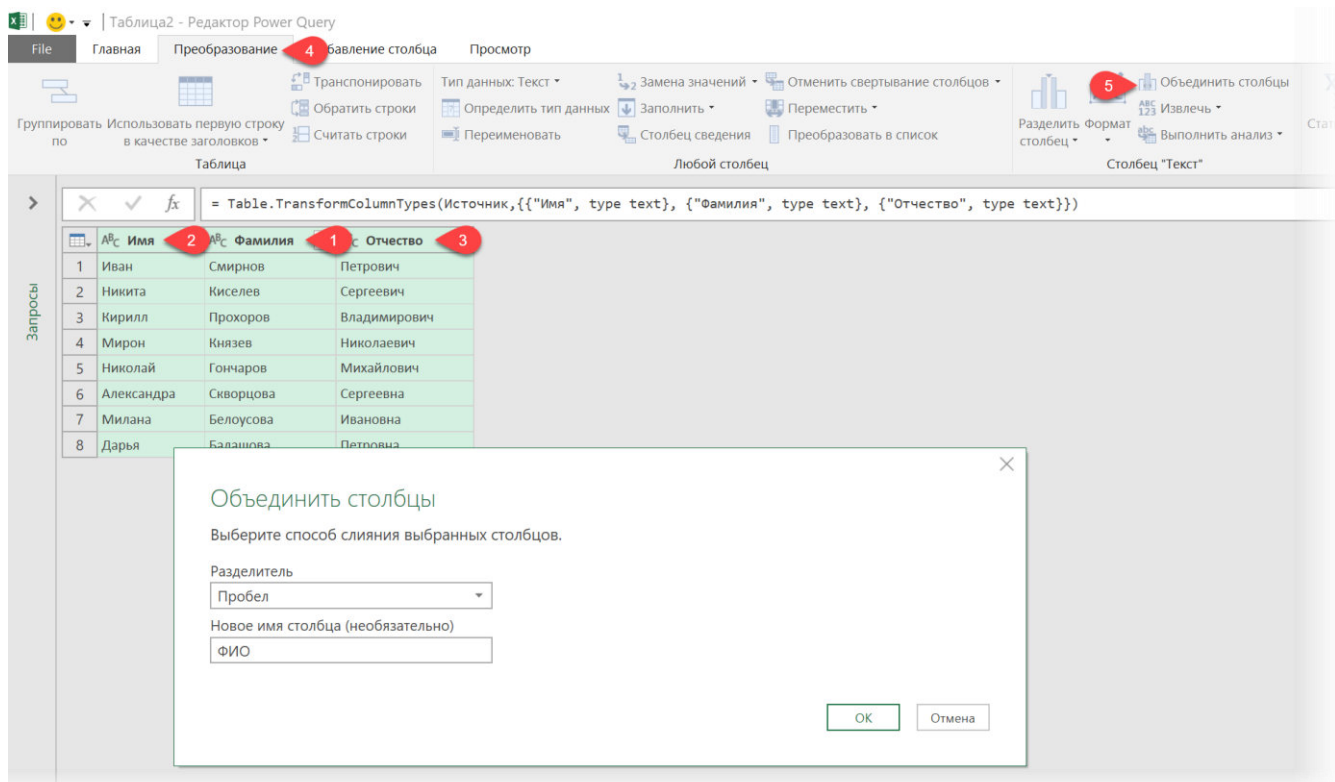 Таблица2 - Редактор Power Query
File Главная Преобразование 4 бавление столбца Просмотр
Транспонировать Тип данных: Текст Замена значений Отменить свертывание столбцов 5 Объединить столбцы
Обратить строки Определить тип данных Заполнить Переместить Извлечь
Группировать по Использовать первую строку в качестве заголовков Считать строки Переименовать Столбец сведения Преобразовать в список Разделить столбец Формат Выполнить анализ
Таблица Любой столбец Столбец "Текст"
fx = Table.TransformColumnTypes(Источник,{{"Имя", type text}, {"Фамилия", type text}, {"Отчество", type text}})
Запросы
ABC Имя 2 ABC Фамилия 1 C Отчество 3
1 Иван Смирнов Петрович
2 Никита Киселев Сергеевич
3 Кирилл Прохоров Владимирович
4 Мирон Князев Николаевич
5 Николай Гончаров Михайлович
6 Александра Скворцова Сергеевна
7 Милана Белоусова Ивановна
8 Дарья Балашова Петровна
Объединить столбцы
Выберите способ слияния выбранных столбцов.
Разделитель
Пробел
Новое имя столбца (необязательно)
ФИО
ОК Отмена